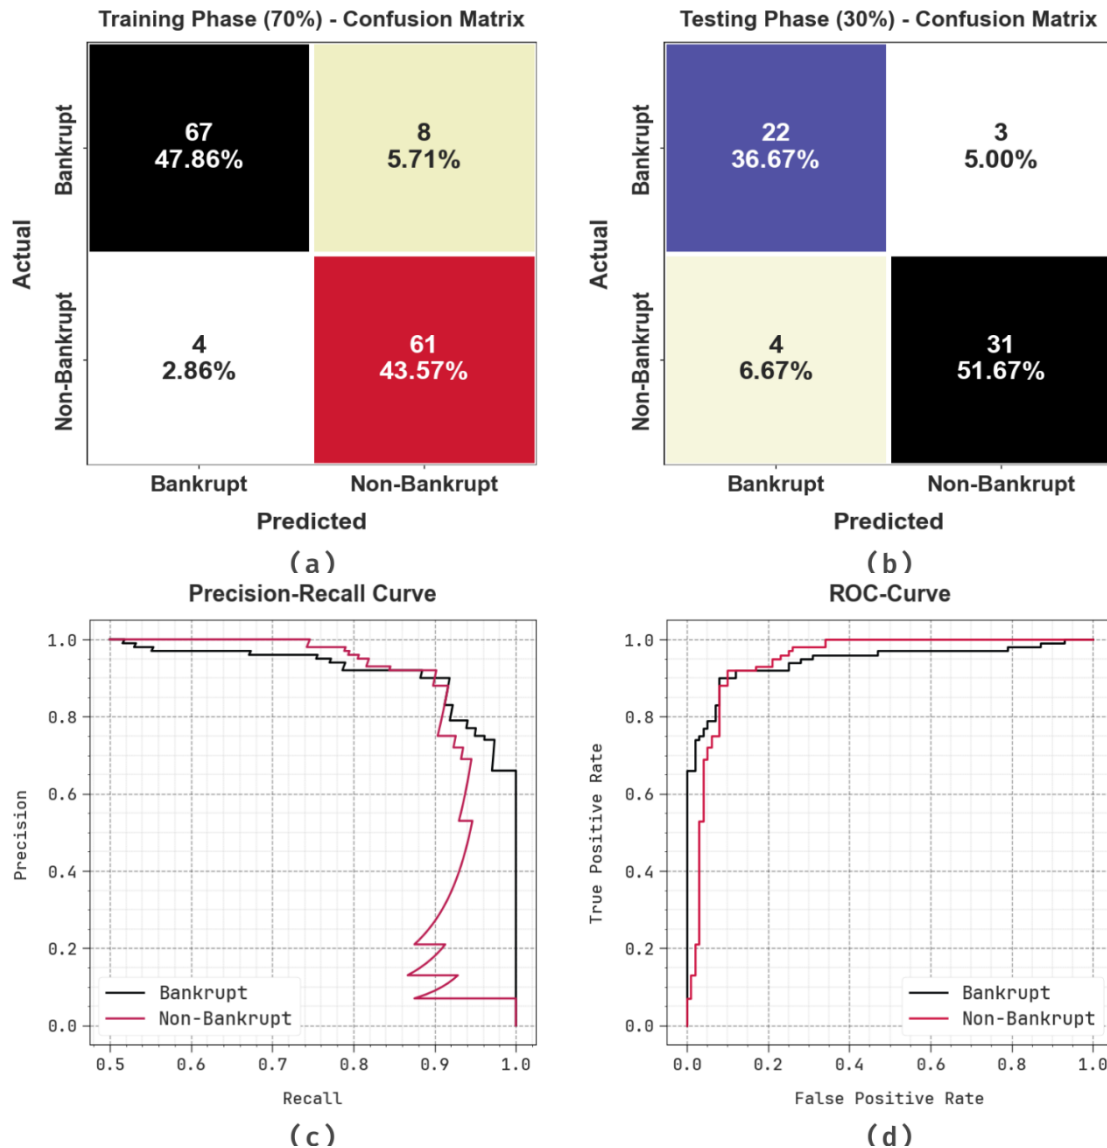 Training Phase (70%) - Confusion Matrix
Actual
Bankrupt
Non-Bankrupt
67
47.86%
8
5.71%
4
2.86%
61
43.57%
Bankrupt
Non-Bankrupt
Predicted
(a)
Testing Phase (30%) - Confusion Matrix
Actual
Bankrupt
Non-Bankrupt
22
36.67%
3
5.00%
4
6.67%
31
51.67%
Bankrupt
Non-Bankrupt
Predicted
(b)
Precision-Recall Curve
Precision
1.0
0.8
0.6
0.4
0.2
0.0
Bankrupt
Non-Bankrupt
0.5
0.6
0.7
0.8
0.9
1.0
Recall
(c)
ROC-Curve
True Positive Rate
1.0
0.8
0.6
0.4
0.2
0.0
Bankrupt
Non-Bankrupt
0.0
0.2
0.4
0.6
0.8
1.0
False Positive Rate
(d)